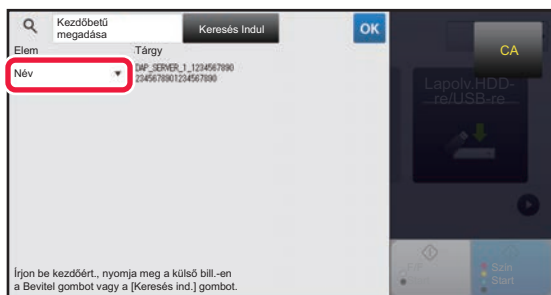 Kezdőbetű
megadása
Keresés Indul
OK
CA
Elem
Tárgy
Név
DAP_SERVER_1_1234567890
2345678901234567890
Lapolv.HDD-
re/USB-re
Írjon be kezdőért., nyomja meg a külső bill.-en
a Bevitel gombot vagy a [Keresés ind.] gombot.
F/F
Start
Szín
Start